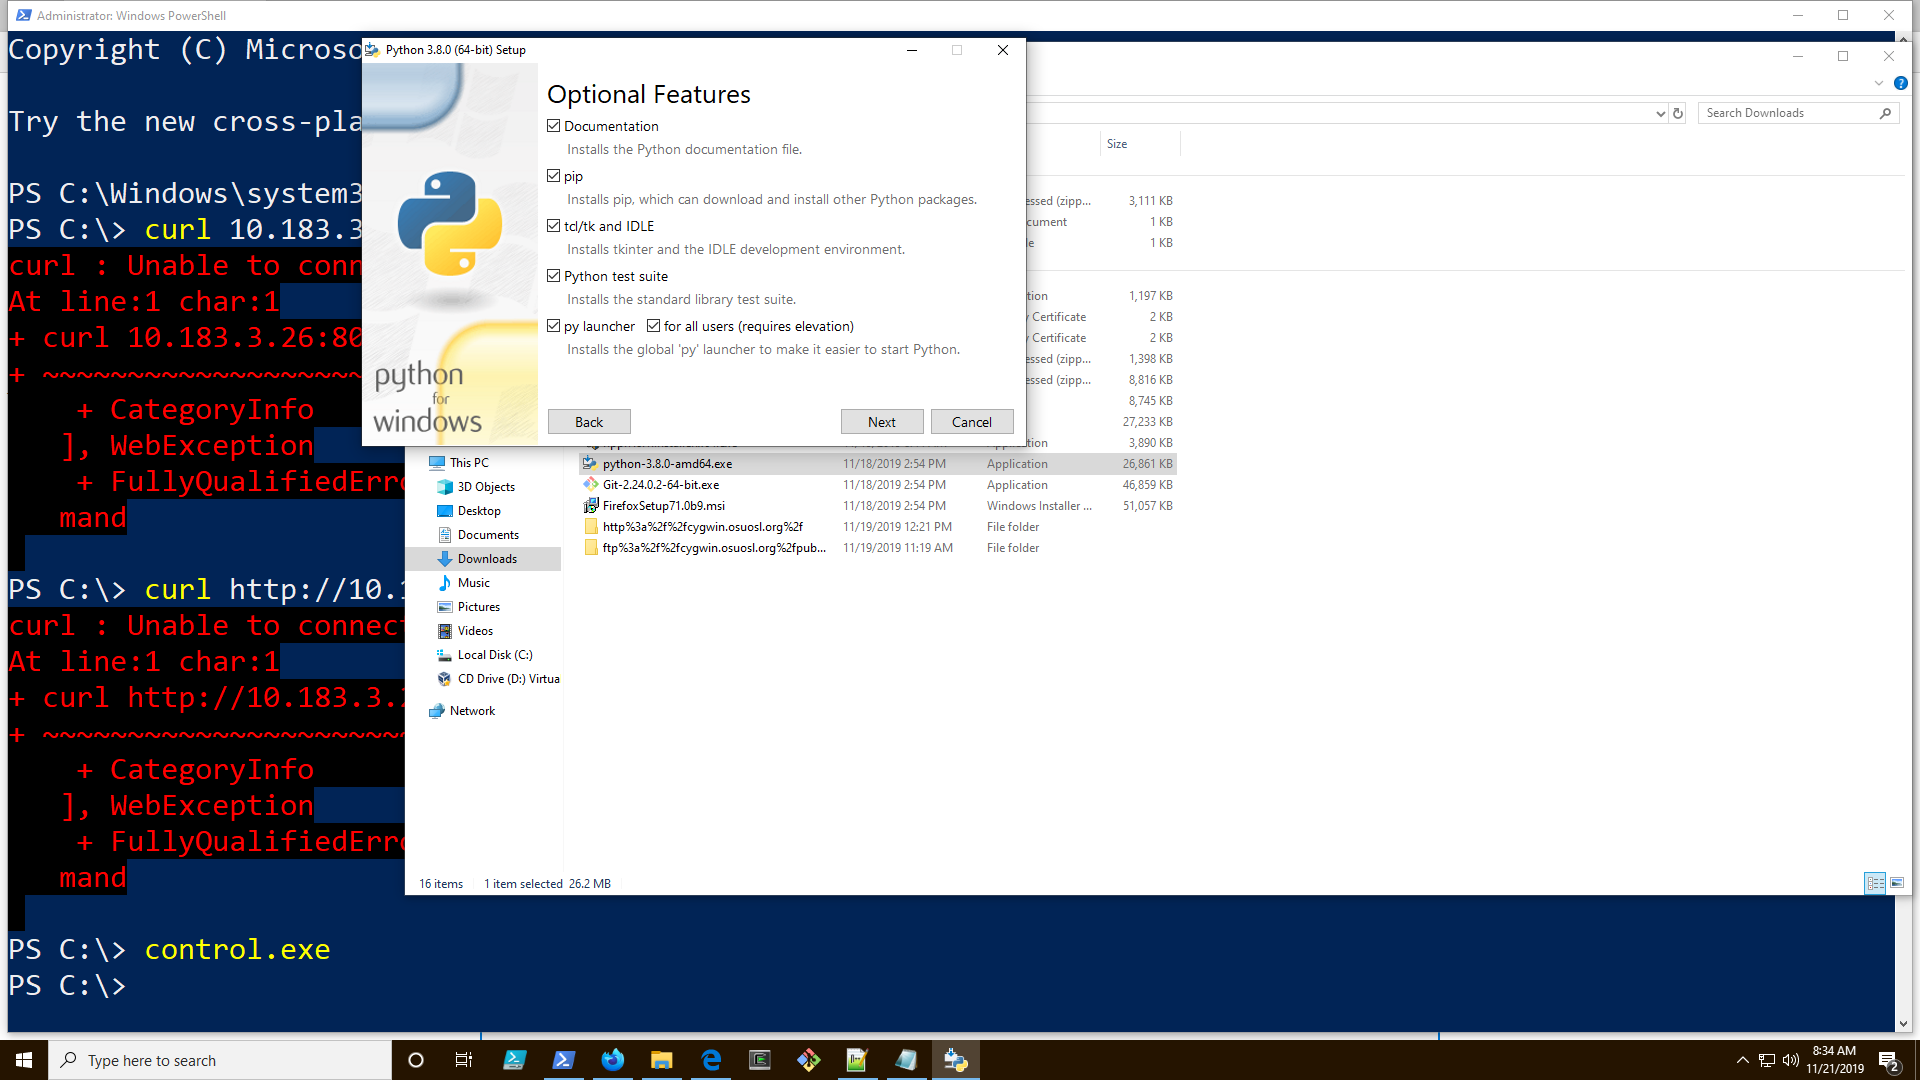 Administrator: Windows PowerShell
Copyright (C) Microso
Try the new cross-pla
PS C:\Windows\system3
PS C:\> curl 10.183.3
curl : Unable to conn
At line:1 char:1
+ curl 10.183.3.26:80
+ ~~~~~~~~~~~~~~~~~~~
+ CategoryInfo
], WebException
+ FullyQualifiedErro
mand
PS C:\> curl http://10.1
curl : Unable to connect
At line:1 char:1
+ curl http://10.183.3.2
+ ~~~~~~~~~~~~~~~~~~~~~~
+ CategoryInfo
], WebException
+ FullyQualifiedErro
mand
PS C:\> control.exe
PS C:\>
Python 3.8.0 (64-bit) Setup
Optional Features
Documentation
Installs the Python documentation file.
pip
Installs pip, which can download and install other Python packages.
tcl/tk and IDLE
Installs tkinter and the IDLE development environment.
Python test suite
Installs the standard library test suite.
py launcher for all users (requires elevation)
Installs the global 'py' launcher to make it easier to start Python.
python
for
windows
Back Next Cancel
Search Downloads
Size
essed (zipp... 3,111 KB
cument 1 KB
le 1 KB
tion 1,197 KB
y Certificate 2 KB
y Certificate 2 KB
essed (zipp... 1,398 KB
essed (zipp... 8,816 KB
8,745 KB
27,233 KB
tion 3,890 KB
python-3.8.0-amd64.exe 11/18/2019 2:54 PM Application 26,861 KB
Git-2.24.0.2-64-bit.exe 11/18/2019 2:54 PM Application 46,859 KB
FirefoxSetup71.0b9.msi 11/18/2019 2:54 PM Windows Installer ... 51,057 KB
http%3a%2f%2fcygwin.osuosl.org%2f 11/19/2019 12:21 PM File folder
ftp%3a%2f%2fcygwin.osuosl.org%2fpub... 11/19/2019 11:19 AM File folder
This PC
3D Objects
Desktop
Documents
Downloads
Music
Pictures
Videos
Local Disk (C:)
CD Drive (D:) Virtua
Network
16 items 1 item selected 26.2 MB
Type here to search
8:34 AM
11/21/2019
2